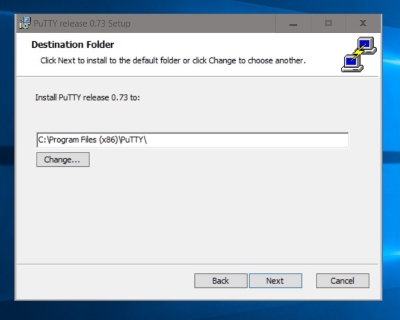 PuTTY release 0.73 Setup
Destination Folder
Click Next to install to the default folder or click Change to choose another.
Install PuTTY release 0.73 to:
C:\Program Files (x86)\PuTTY\
Change...
Back Next Cancel